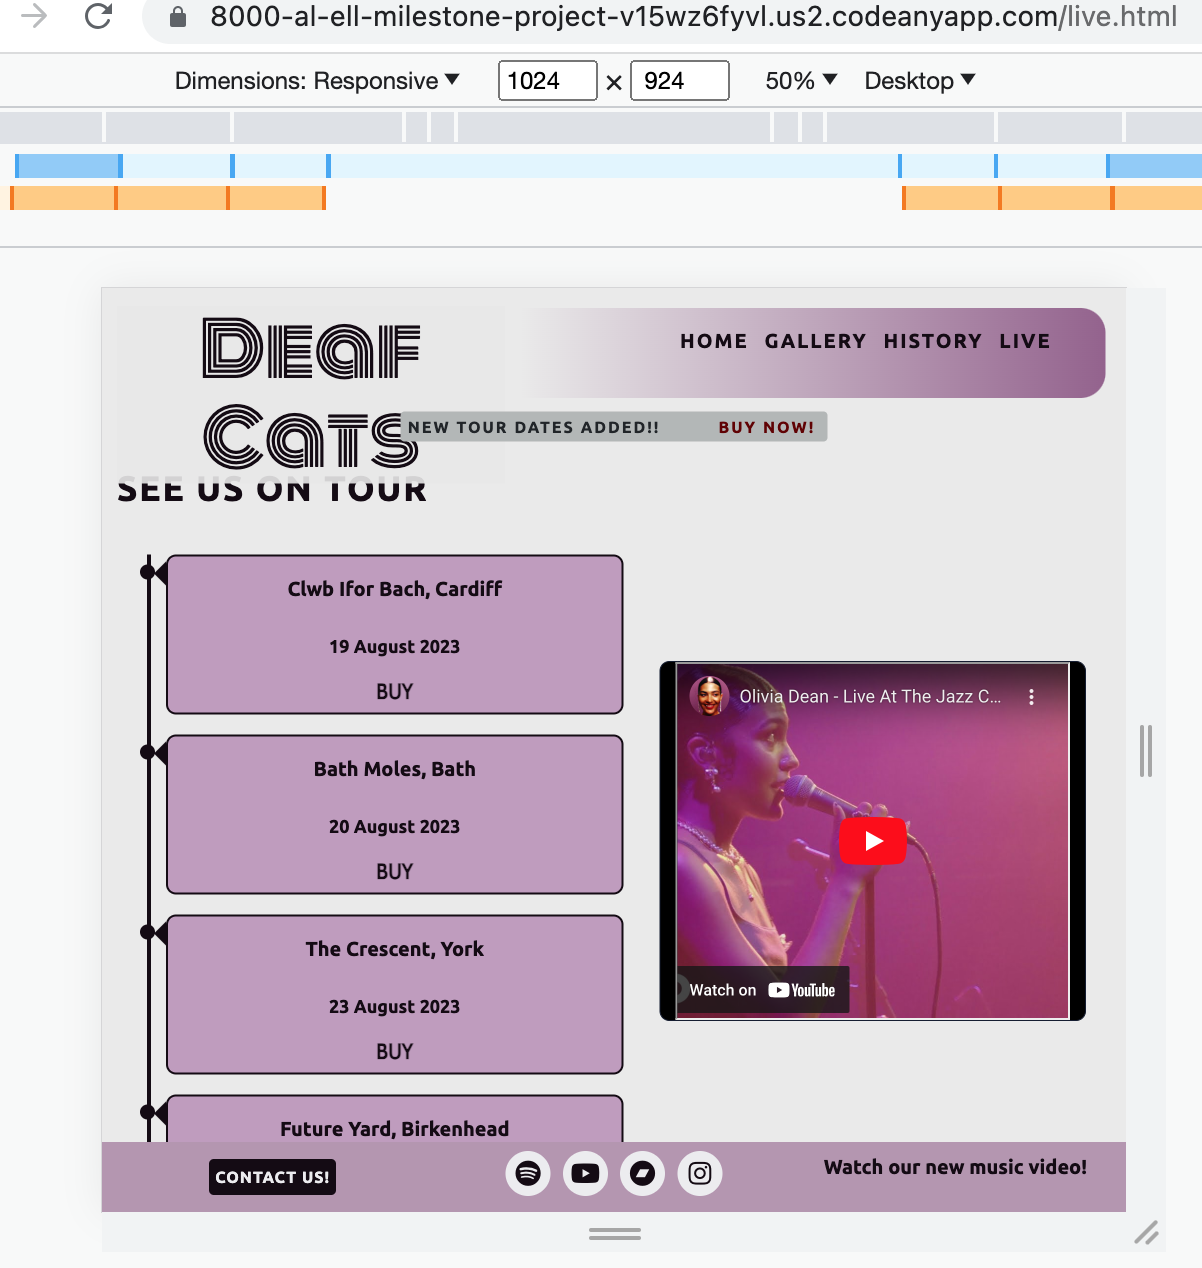 8000-al-ell-milestone-project-v15wz6fyvl.us2.codeanyapp.com/live.html
Dimensions: Responsive 1024 × 924 50% Desktop
Deaf
Cats
HOME GALLERY HISTORY LIVE
NEW TOUR DATES ADDED!! BUY NOW!
SEE US ON TOUR
Clwb Ifor Bach, Cardiff
19 August 2023
BUY
Bath Moles, Bath
20 August 2023
BUY
The Crescent, York
23 August 2023
BUY
Future Yard, Birkenhead
Olivia Dean - Live At The Jazz C...
Watch on YouTube
CONTACT US!
Watch our new music video!